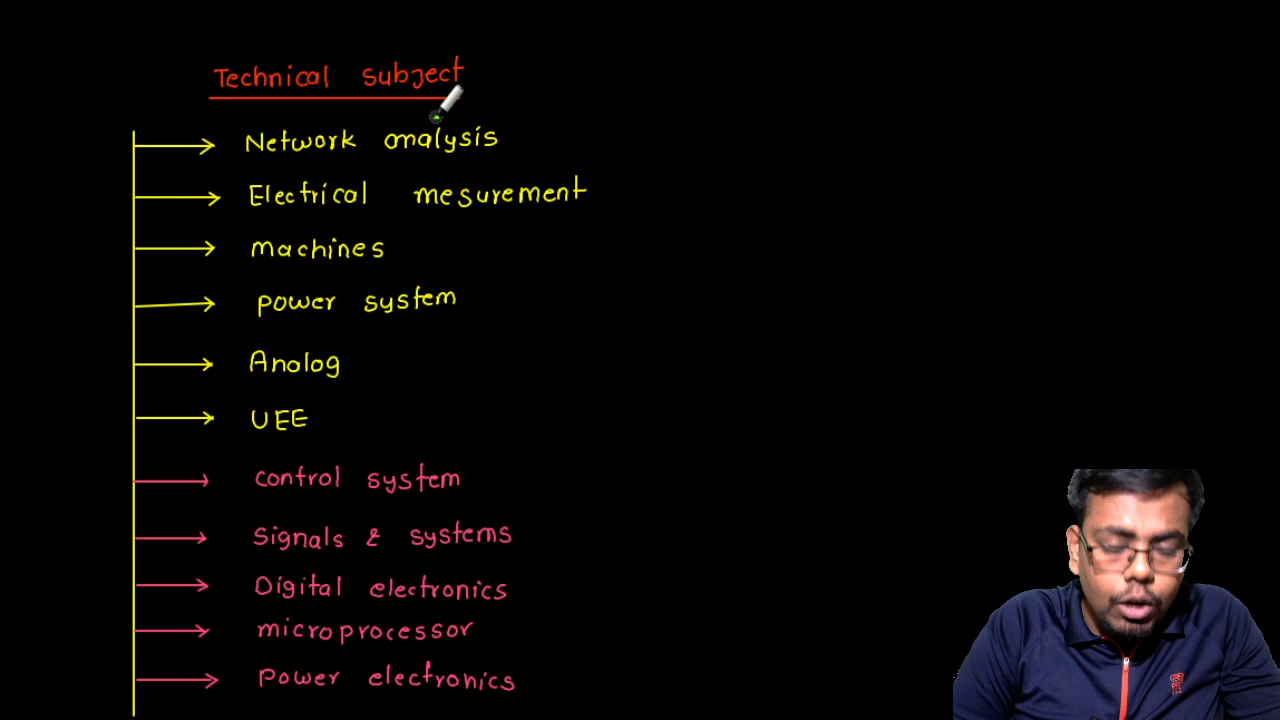 Technical subject
Network analysis
Electrical mesurement
machines
power system
Analog
UEE
control system
Signals & systems
Digital electronics
microprocessor
power electronics